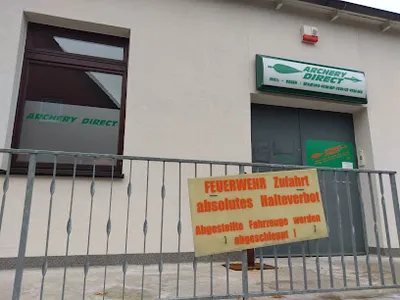 ARCHERY
DIRECT
ARCHERY DIRECT
FEUERWEHR Zufahrt
absolutes Halteverbot
Abgestellte Fahrzeuge werden
] abgeschleppt !